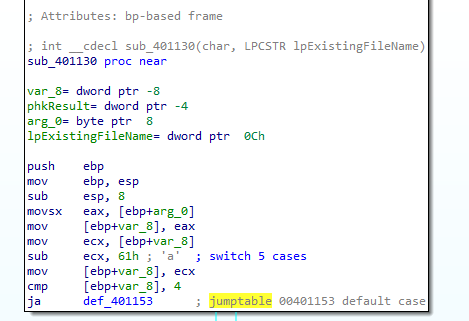 ; Attributes: bp-based frame
; int __cdecl sub_401130(char, LPCSTR lpExistingFileName)
sub_401130 proc near
var_8= dword ptr -8
phkResult= dword ptr -4
arg_0= byte ptr  8
lpExistingFileName= dword ptr  0Ch
push    ebp
mov     ebp, esp
sub     esp, 8
movsx   eax, [ebp+arg_0]
mov     [ebp+var_8], eax
mov     ecx, [ebp+var_8]
sub     ecx, 61h ; 'a'  ; switch 5 cases
mov     [ebp+var_8], ecx
cmp     [ebp+var_8], 4
ja      def_401153      ; jumptable 00401153 default case